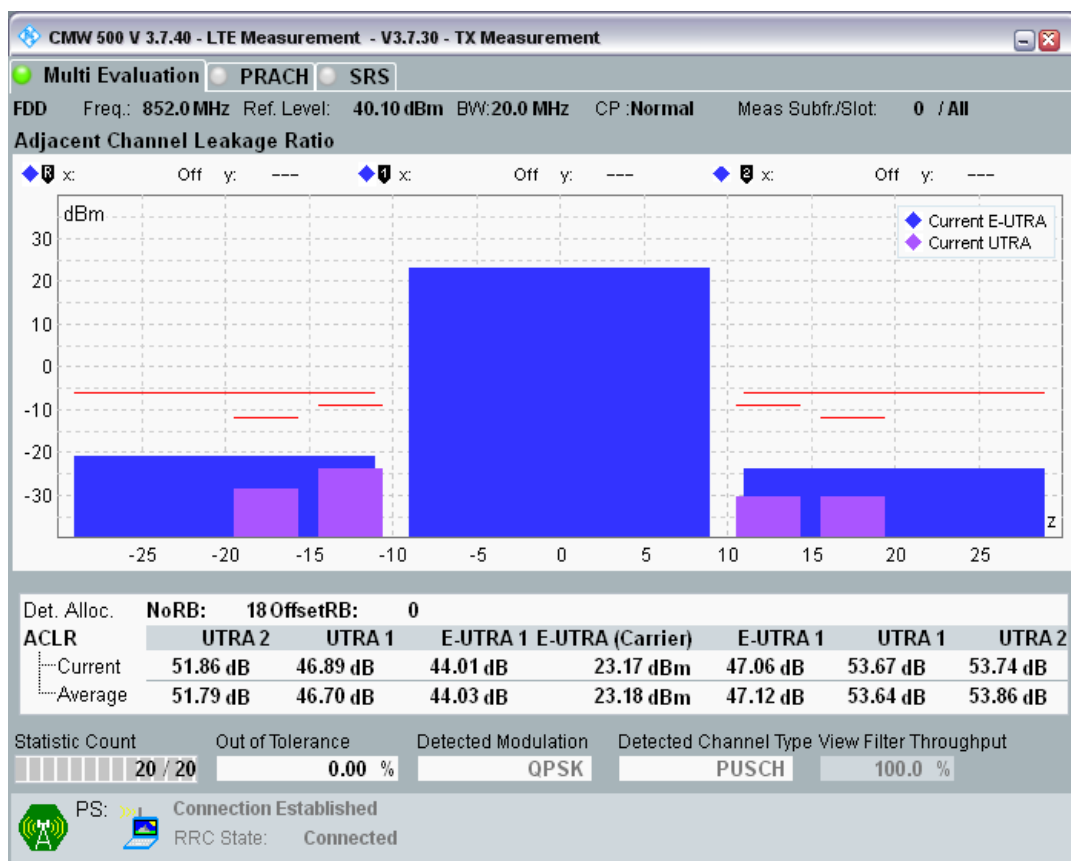 CMW 500 V 3.7.40 - LTE Measurement - V3.7.30 - TX Measurement
Multi Evaluation PRACH SRS
FDD Freq.: 852.0 MHz Ref. Level: 40.10 dBm BW:20.0 MHz CP :Normal Meas Subfr./Slot: 0 / All
Adjacent Channel Leakage Ratio
R x: Off y: --- 1 x: Off y: --- 2 x: Off y: ---
dBm
Current E-UTRA
Current UTRA
30
20
10
0
-10
-20
-30
z
-25 -20 -15 -10 -5 0 5 10 15 20 25
Det. Alloc. NoRB: 18 OffsetRB: 0
ACLR UTRA 2 UTRA 1 E-UTRA 1 E-UTRA (Carrier) E-UTRA 1 UTRA 1 UTRA 2
Current 51.86 dB 46.89 dB 44.01 dB 23.17 dBm 47.06 dB 53.67 dB 53.74 dB
Average 51.79 dB 46.70 dB 44.03 dB 23.18 dBm 47.12 dB 53.64 dB 53.86 dB
Statistic Count Out of Tolerance Detected Modulation Detected Channel Type View Filter Throughput
20 / 20 0.00 % QPSK PUSCH 100.0 %
PS: Connection Established
RRC State: Connected